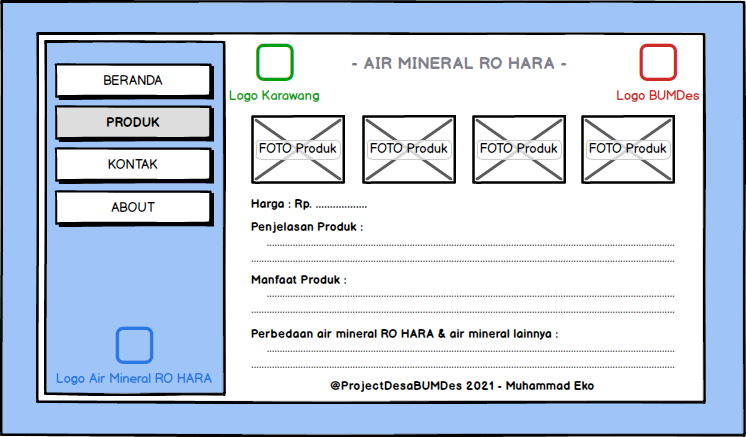 BERANDA
PRODUK
KONTAK
ABOUT
Logo Air Mineral RO HARA
- AIR MINERAL RO HARA -
Logo Karawang
Logo BUMDes
FOTO Produk
FOTO Produk
FOTO Produk
FOTO Produk
Harga : Rp. ..................
Penjelasan Produk :
Manfaat Produk :
Perbedaan air mineral RO HARA & air mineral lainnya :
@ProjectDesaBUMDes 2021 - Muhammad Eko